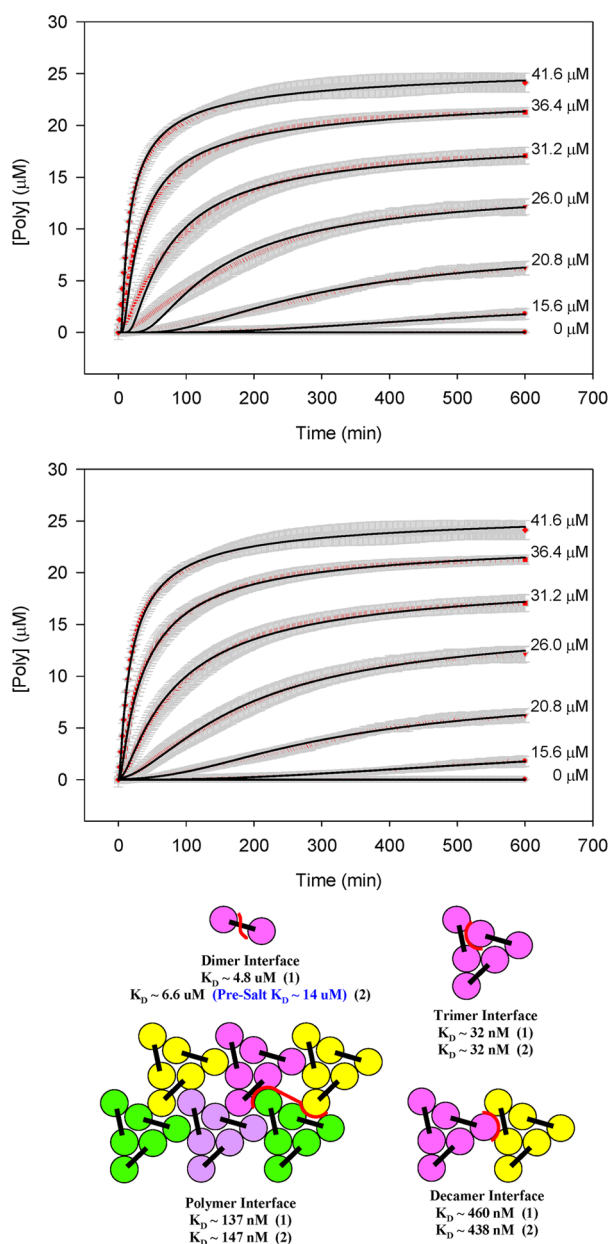 30
25
20
15
10
5
0
[Poly] (μM)
41.6 μM
36.4 μM
31.2 μM
26.0 μM
20.8 μM
15.6 μM
0 μM
0 100 200 300 400 500 600 700
Time (min)
30
25
20
15
10
5
0
[Poly] (μM)
41.6 μM
36.4 μM
31.2 μM
26.0 μM
20.8 μM
15.6 μM
0 μM
0 100 200 300 400 500 600 700
Time (min)
Dimer Interface
K_D ~ 4.8 uM (1)
K_D ~ 6.6 uM (Pre-Salt K_D ~ 14 uM) (2)
Trimer Interface
K_D ~ 32 nM (1)
K_D ~ 32 nM (2)
Polymer Interface
K_D ~ 137 nM (1)
K_D ~ 147 nM (2)
Decamer Interface
K_D ~ 460 nM (1)
K_D ~ 438 nM (2)